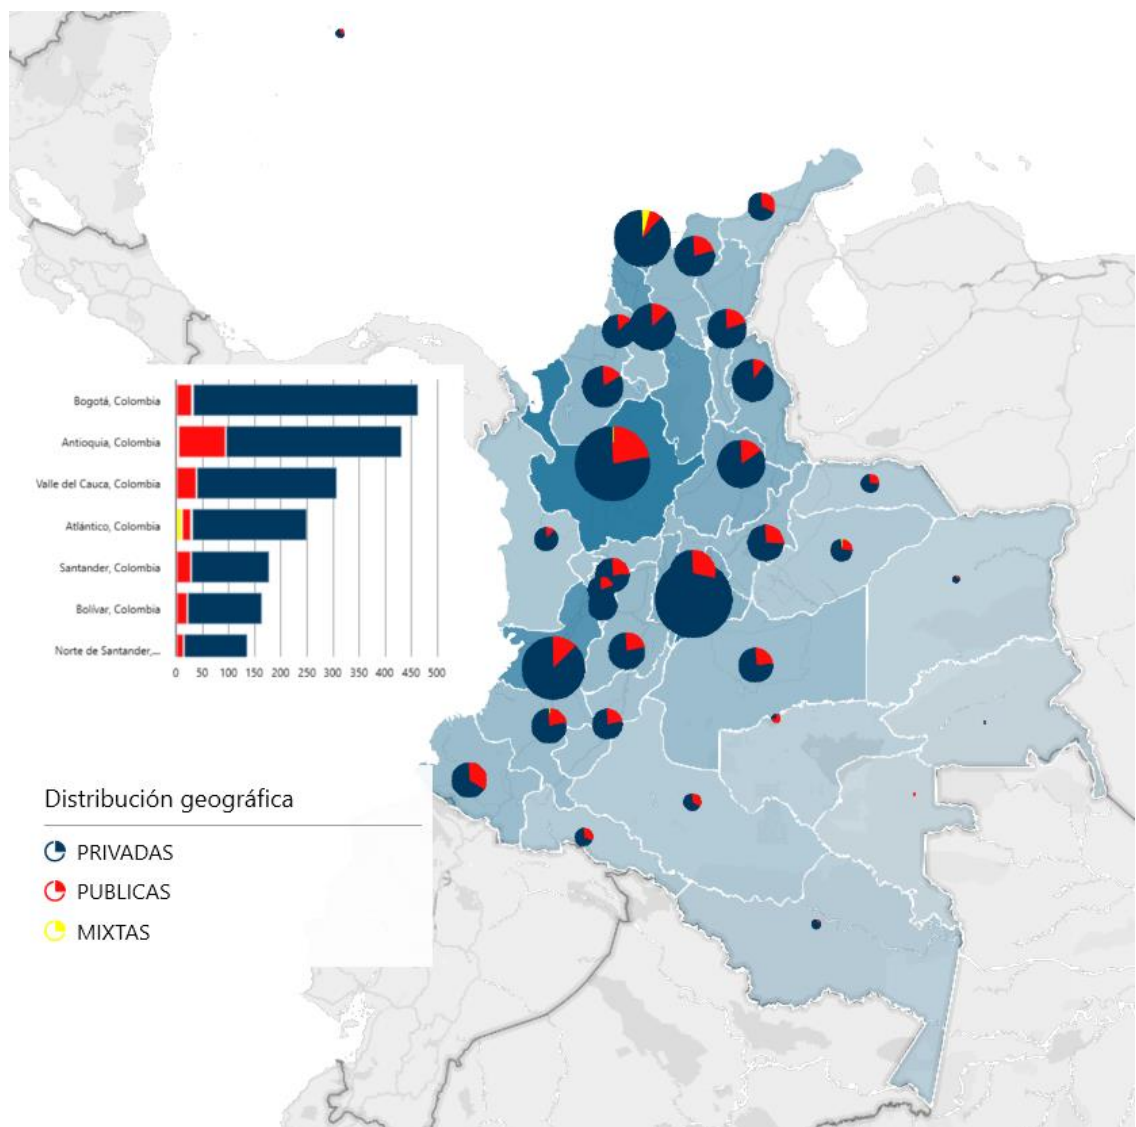 Bogotá, Colombia
Antioquia, Colombia
Valle del Cauca, Colombia
Atlántico, Colombia
Santander, Colombia
Bolívar, Colombia
Norte de Santander,...
0 50 100 150 200 250 300 350 400 450 500
Distribución geográfica
PRIVADAS
PUBLICAS
MIXTAS